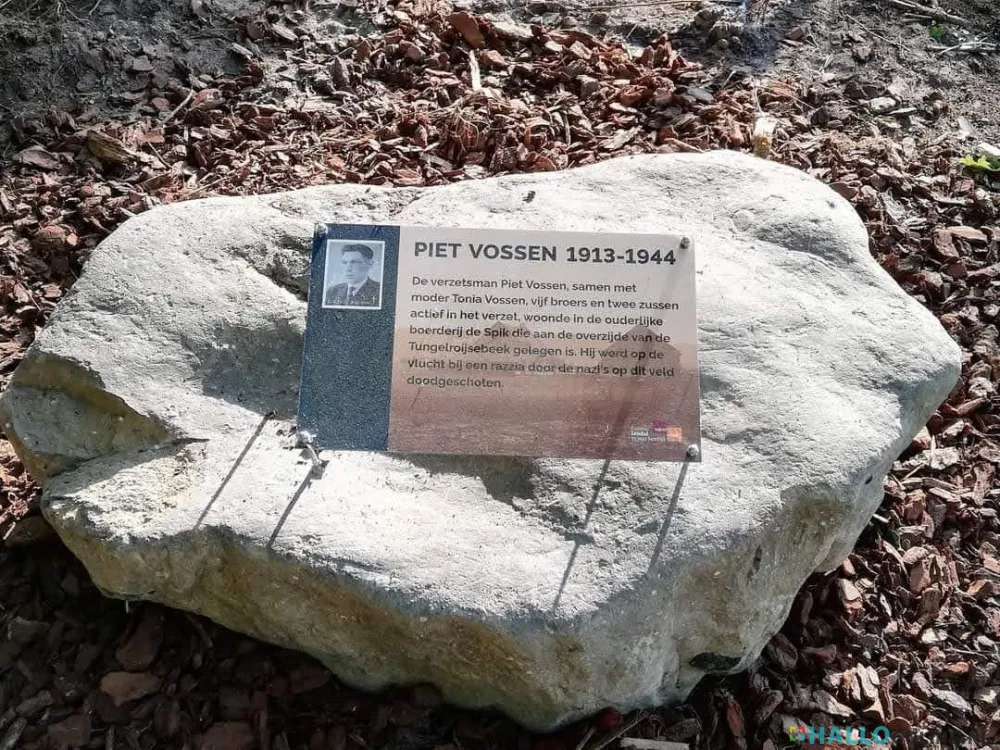 PIET VOSSEN 1913-1944
De verzetsman Piet Vossen, samen met
moder Tonia Vossen, vijf broers en twee zussen
actief in het verzet, woonde in de ouderlijke
boerderij de Spik die aan de overzijde van de
Tungelroijsebeek gelegen is. Hij werd op de
vlucht bij een razzia door de nazi's op dit veld
doodgeschoten.
HALLO